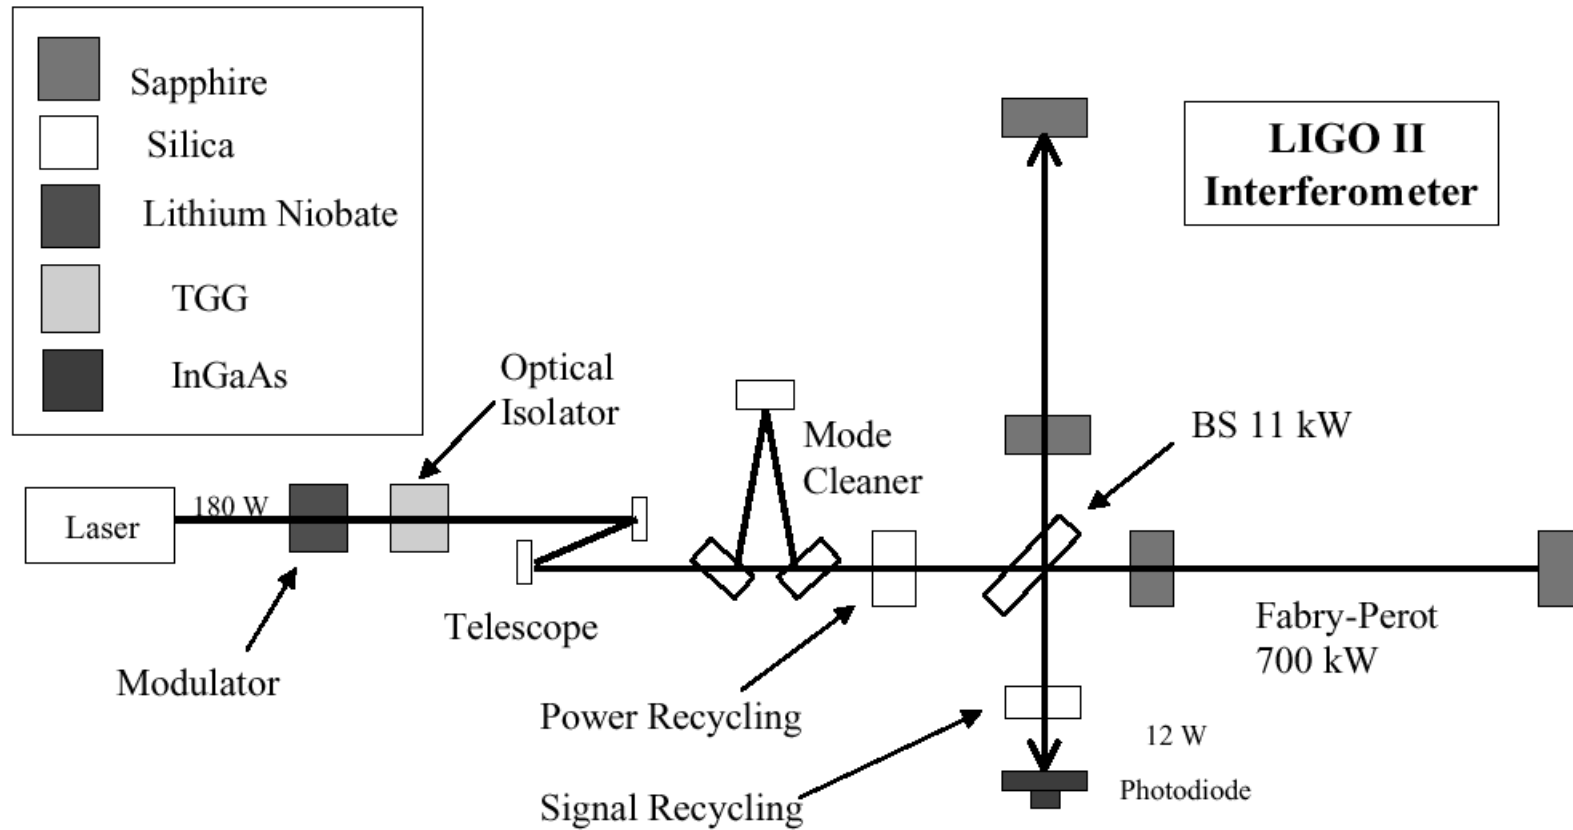 Sapphire
Silica
Lithium Niobate
TGG
InGaAs
LIGO II
Interferometer
Optical
Isolator
Mode
Cleaner
BS 11 kW
Laser
180 W
Telescope
Modulator
Fabry-Perot
700 kW
Power Recycling
Signal Recycling
12 W
Photodiode